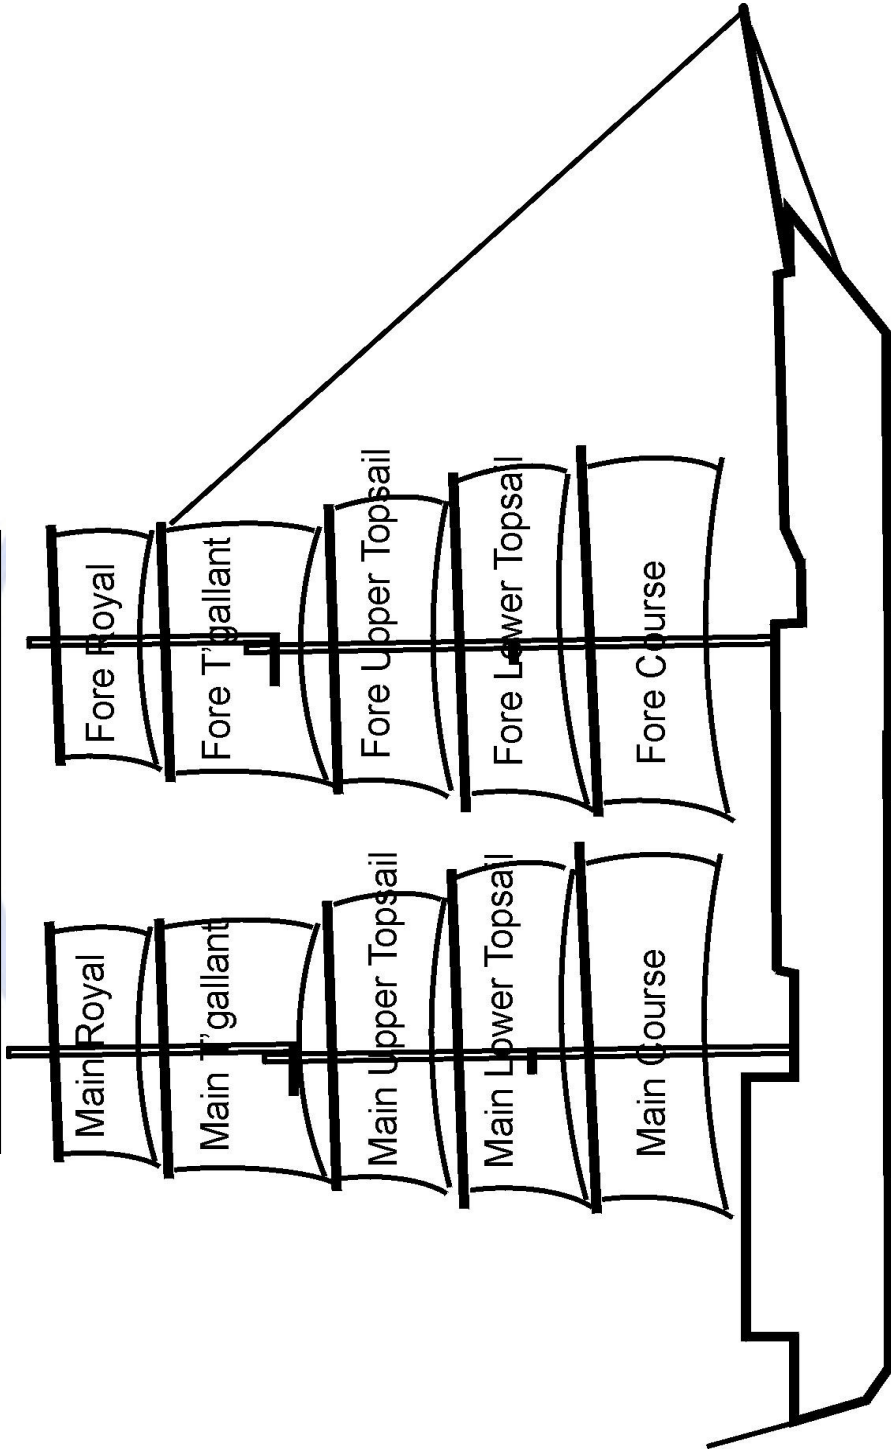 Main Royal
Fore Royal
Main T'gallant
Fore T'gallant
Main Upper Topsail
Fore Upper Topsail
Main Lower Topsail
Fore Lower Topsail
Main Course
Fore Course